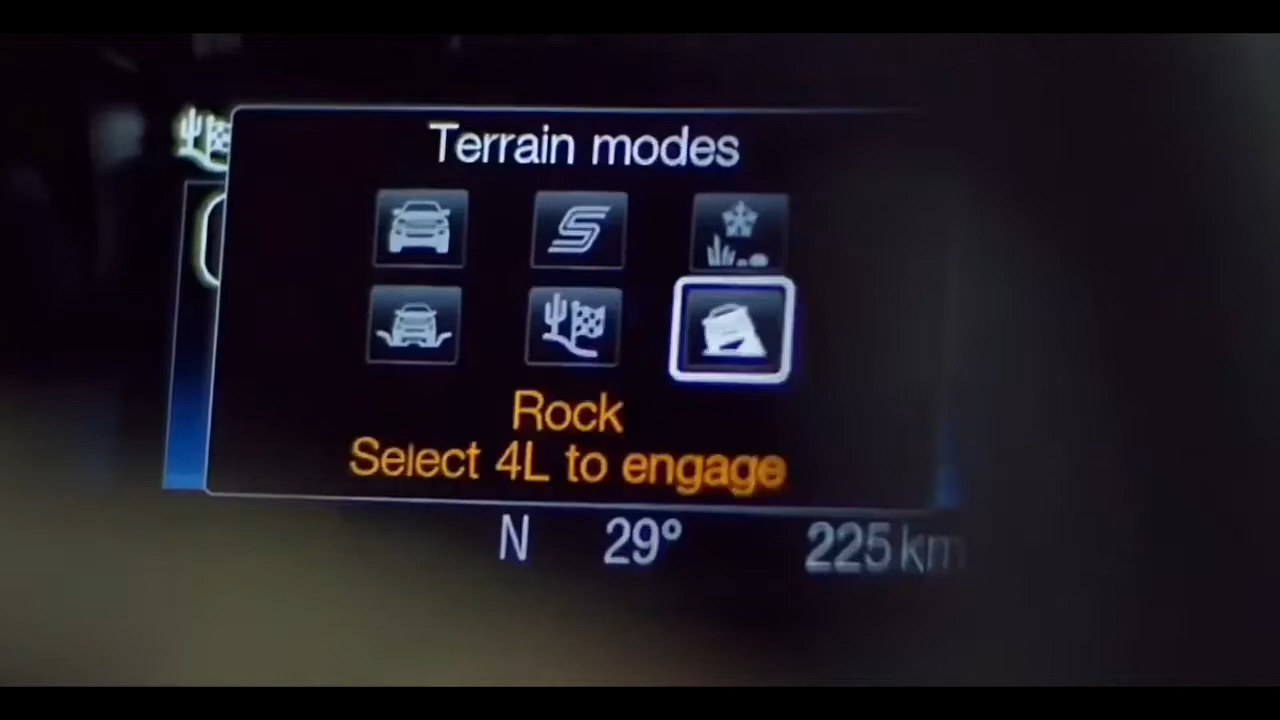 Terrain modes
S
Rock
Select 4L to engage
N 29° 225 km